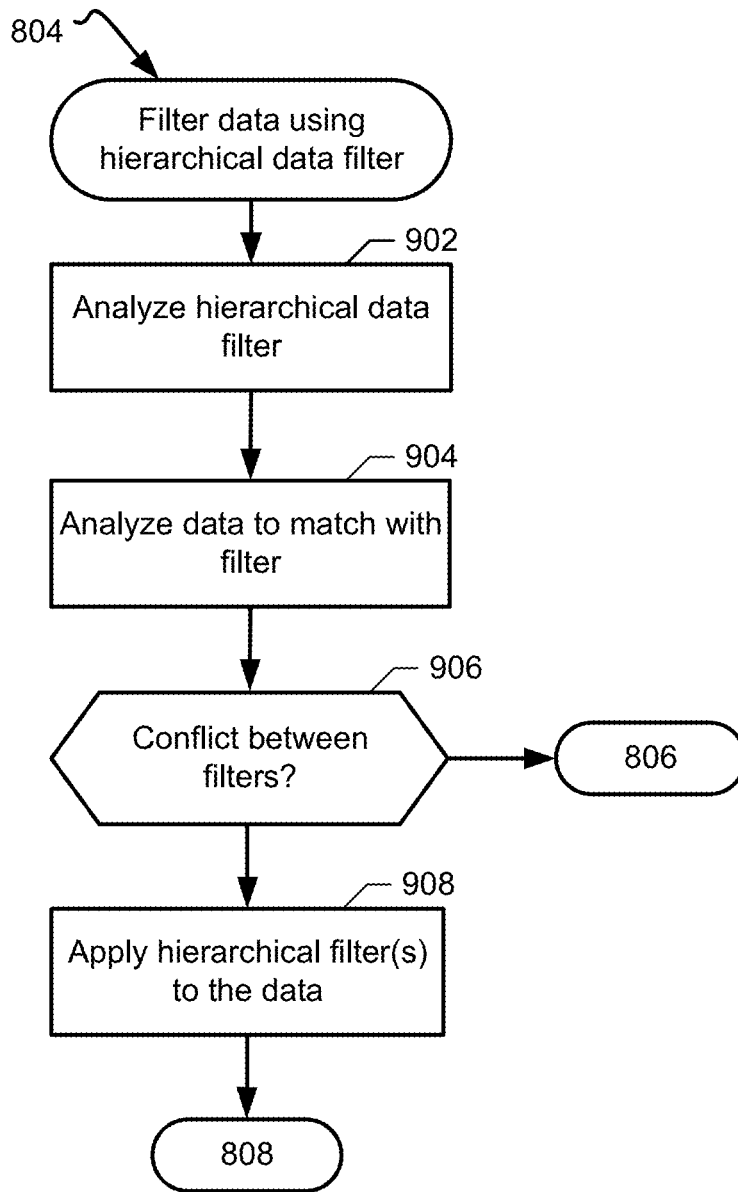 804
Filter data using
hierarchical data filter
902
Analyze hierarchical data
filter
904
Analyze data to match with
filter
906
Conflict between
filters?
806
908
Apply hierarchical filter(s)
to the data
808